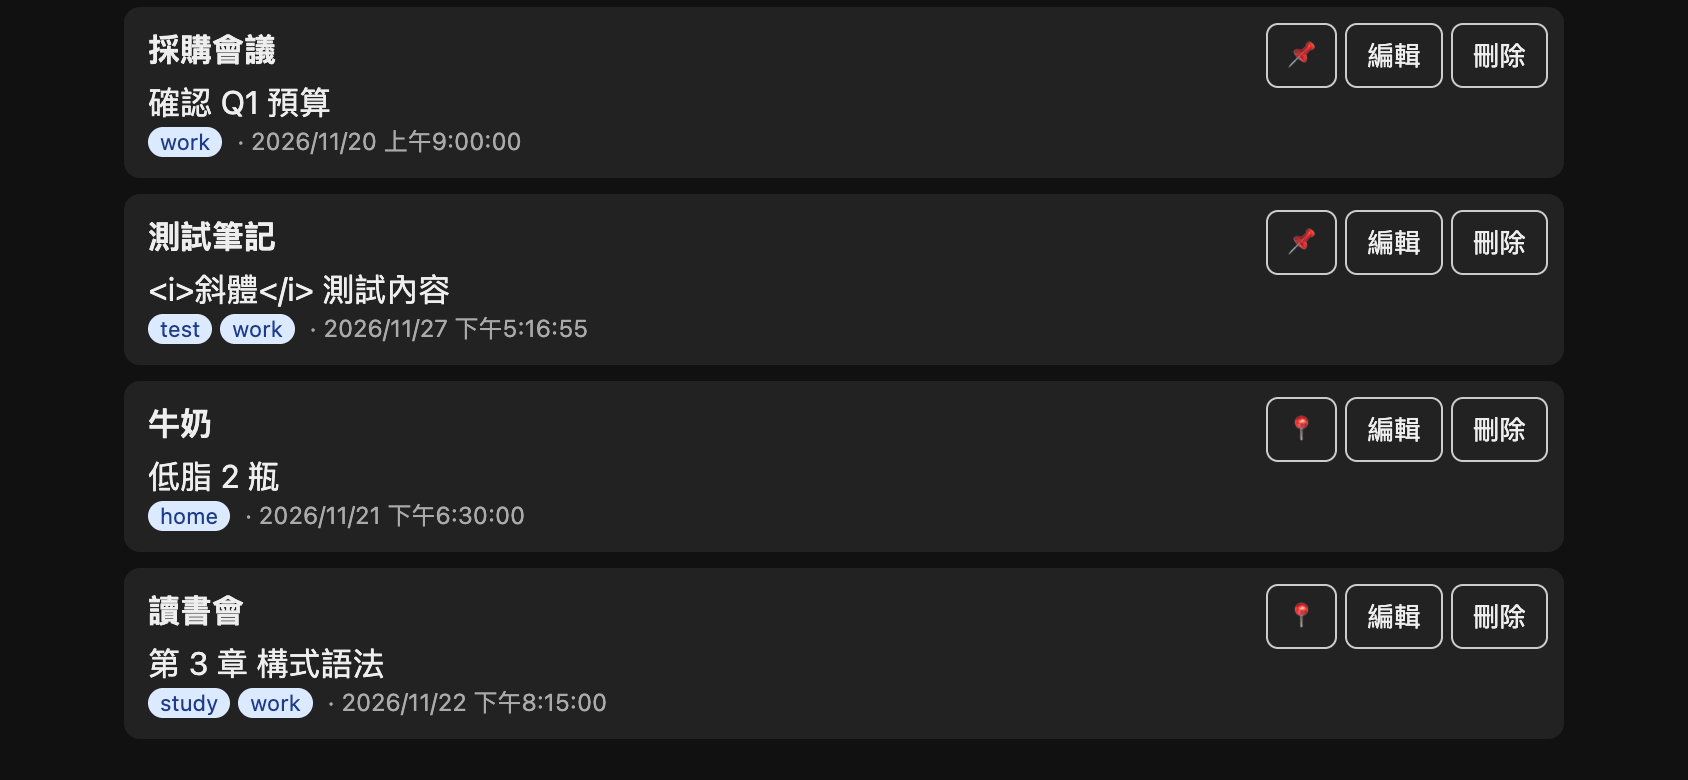 採購會議
📌 編輯 刪除
確認 Q1 預算
work · 2026/11/20 上午9:00:00
測試筆記
📌 編輯 刪除
<i>斜體</i> 測試內容
test work · 2026/11/27 下午5:16:55
牛奶
📍 編輯 刪除
低脂 2 瓶
home · 2026/11/21 下午6:30:00
讀書會
📍 編輯 刪除
第 3 章 構式語法
study work · 2026/11/22 下午8:15:00